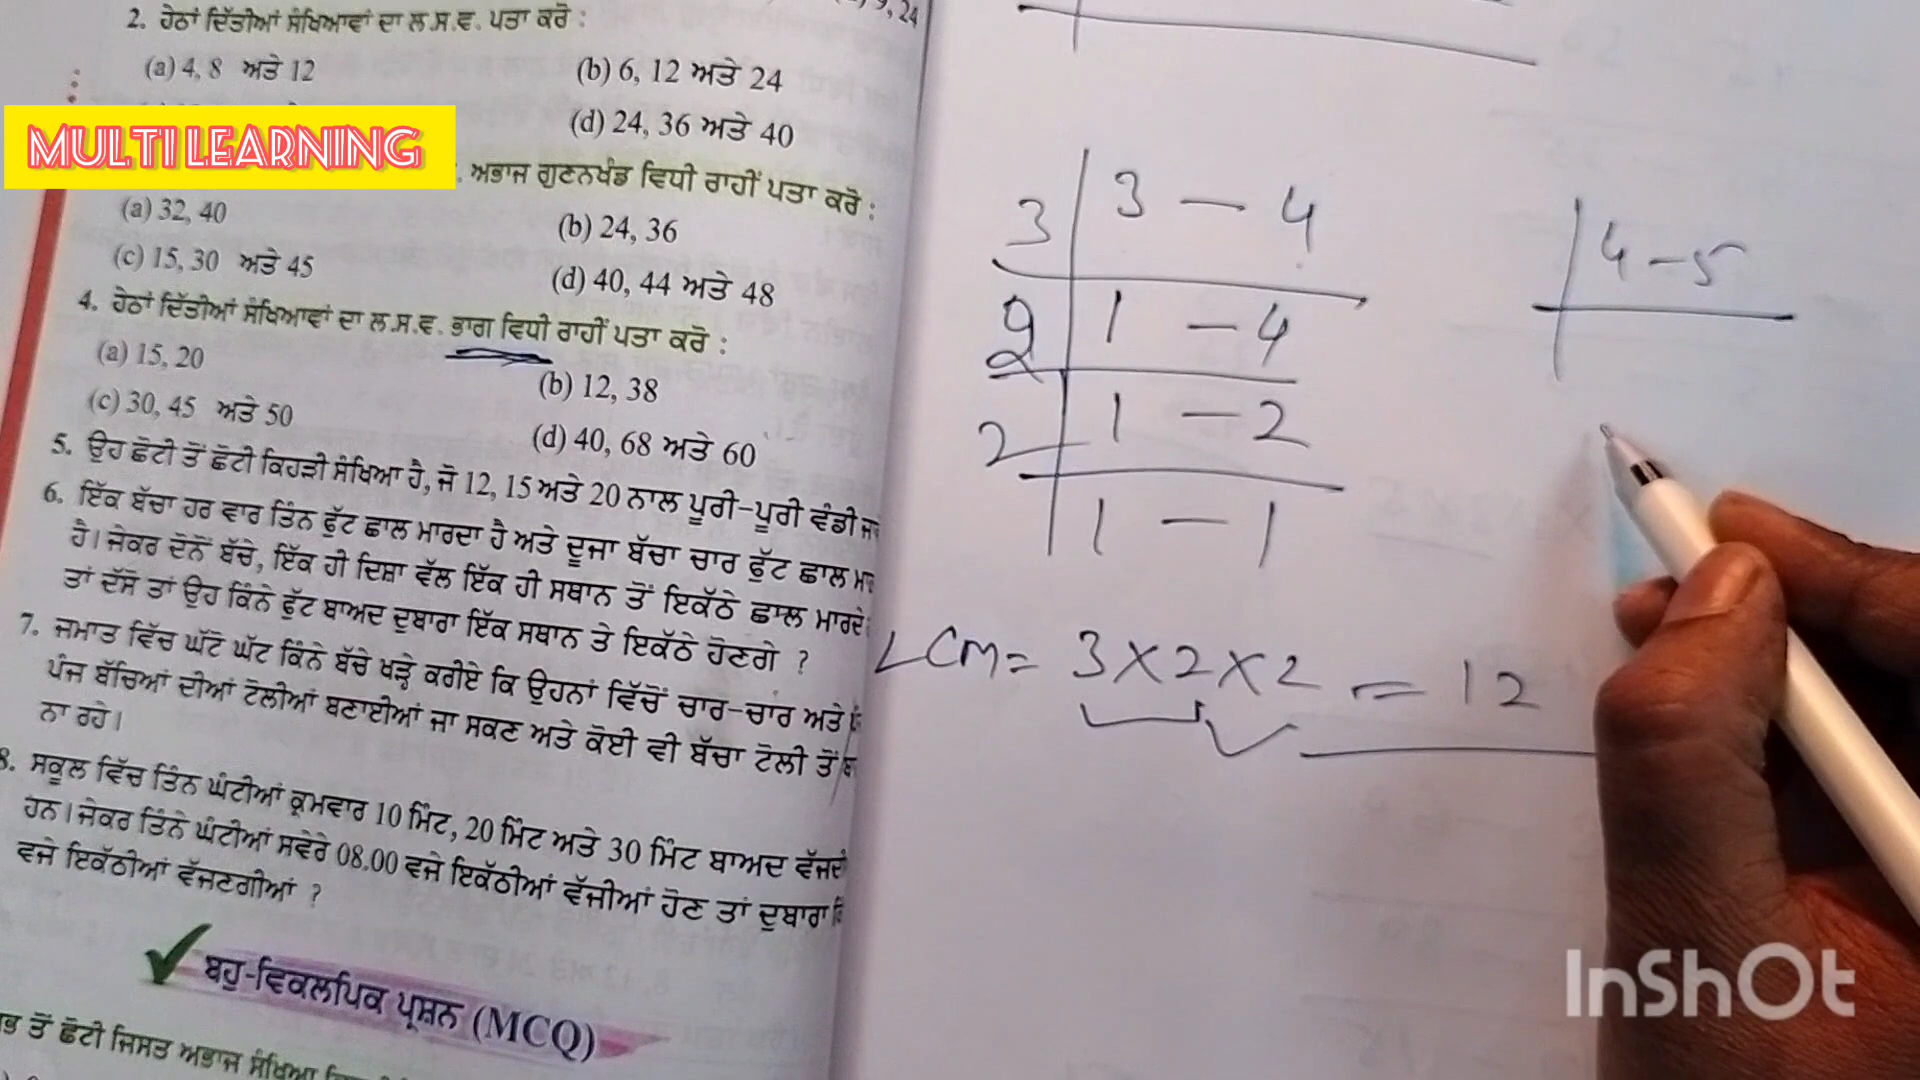 9, 24
2. ਹੇਠਾਂ ਦਿੱਤੀਆਂ ਸੰਖਿਆਵਾਂ ਦਾ ਲ.ਸ.ਵ. ਪਤਾ ਕਰੋ :
(a) 4, 8 ਅਤੇ 12
(b) 6, 12 ਅਤੇ 24
(d) 24, 36 ਅਤੇ 40
MULTI LEARNING
ਅਭਾਜ ਗੁਣਨਖੰਡ ਵਿਧੀ ਰਾਹੀਂ ਪਤਾ ਕਰੋ :
(a) 32, 40
(b) 24, 36
(c) 15, 30 ਅਤੇ 45
(d) 40, 44 ਅਤੇ 48
4. ਹੇਠਾਂ ਦਿੱਤੀਆਂ ਸੰਖਿਆਵਾਂ ਦਾ ਲ.ਸ.ਵ. ਭਾਗ ਵਿਧੀ ਰਾਹੀਂ ਪਤਾ ਕਰੋ :
(a) 15, 20
(b) 12, 38
(c) 30, 45 ਅਤੇ 50
(d) 40, 68 ਅਤੇ 60
5. ਉਹ ਛੋਟੀ ਤੋਂ ਛੋਟੀ ਕਿਹੜੀ ਸੰਖਿਆ ਹੈ, ਜੋ 12, 15 ਅਤੇ 20 ਨਾਲ ਪੂਰੀ-ਪੂਰੀ ਵੰਡੀ
6. ਇੱਕ ਬੱਚਾ ਹਰ ਵਾਰ ਤਿੰਨ ਫੁੱਟ ਛਾਲ ਮਾਰਦਾ ਹੈ ਅਤੇ ਦੂਜਾ ਬੱਚਾ ਚਾਰ ਫੁੱਟ ਛਾਲ
ਹੈ। ਜੇਕਰ ਦੋਨੋਂ ਬੱਚੇ, ਇੱਕ ਹੀ ਦਿਸ਼ਾ ਵੱਲ ਇੱਕ ਹੀ ਸਥਾਨ ਤੋਂ ਇਕੱਠੇ ਛਾਲ ਮਾਰਦੇ
ਤਾਂ ਦੱਸੋ ਤਾਂ ਉਹ ਕਿੰਨੇ ਫੁੱਟ ਬਾਅਦ ਦੁਬਾਰਾ ਇੱਕ ਸਥਾਨ ਤੇ ਇਕੱਠੇ ਹੋਣਗੇ ?
7. ਜਮਾਤ ਵਿੱਚ ਘੱਟੋ ਘੱਟ ਕਿੰਨੇ ਬੱਚੇ ਖੜ੍ਹੇ ਕਰੀਏ ਕਿ ਉਹਨਾਂ ਵਿੱਚੋਂ ਚਾਰ-ਚਾਰ ਅਤੇ
ਪੰਜ ਬੱਚਿਆਂ ਦੀਆਂ ਟੋਲੀਆਂ ਬਣਾਈਆਂ ਜਾ ਸਕਣ ਅਤੇ ਕੋਈ ਵੀ ਬੱਚਾ ਟੋਲੀ ਤੋਂ
ਨਾ ਰਹੇ।
8. ਸਕੂਲ ਵਿੱਚ ਤਿੰਨ ਘੰਟੀਆਂ ਕ੍ਰਮਵਾਰ 10 ਮਿੰਟ, 20 ਮਿੰਟ ਅਤੇ 30 ਮਿੰਟ ਬਾਅਦ ਵੱਜਦੀ
ਹਨ। ਜੇਕਰ ਤਿੰਨੋ ਘੰਟੀਆਂ ਸਵੇਰੇ 08.00 ਵਜੇ ਇਕੱਠੀਆਂ ਵੱਜੀਆਂ ਹੋਣ ਤਾਂ ਦੁਬਾਰਾ
ਵਜੇ ਇਕੱਠੀਆਂ ਵੱਜਣਗੀਆਂ ?
ਬਹੁ-ਵਿਕਲਪਿਕ ਪ੍ਰਸ਼ਨ (MCQ)
ਤੋਂ ਛੋਟੀ ਜਿਸਤ ਅਭਾਜ ਸੰਖਿਆ
3 3 – 4
2 1 – 4
2 1 – 2
1 – 1
LCM = 3 × 2 × 2 = 12
4 – 5
InShOt